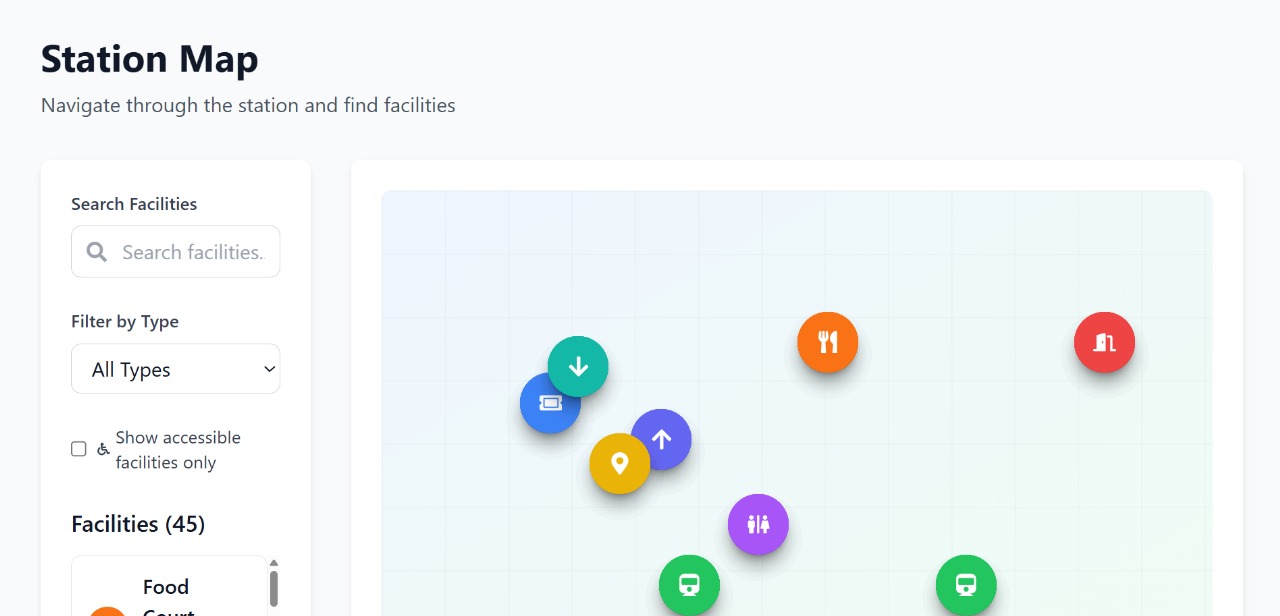 Station Map
Navigate through the station and find facilities
Search Facilities
Search facilities.
Filter by Type
All Types
Show accessible
facilities only
Facilities (45)
Food
Court